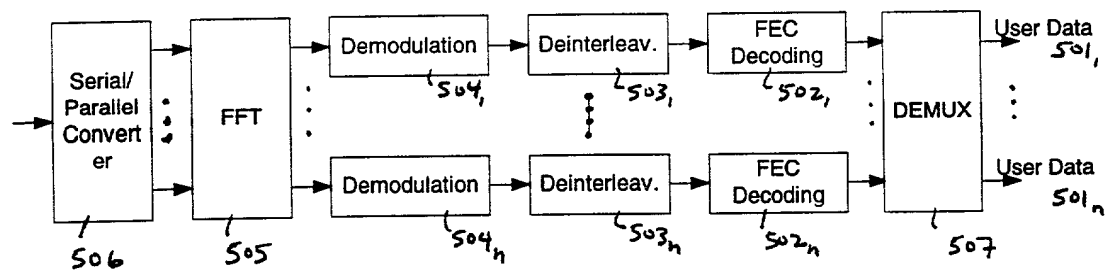 Serial/
Parallel
Convert
er
506
FFT
505
Demodulation
504₁
Deinterleav.
503₁
FEC
Decoding
502₁
Demodulation
504ₙ
Deinterleav.
503ₙ
FEC
Decoding
502ₙ
DEMUX
507
User Data
501₁
User Data
501ₙ